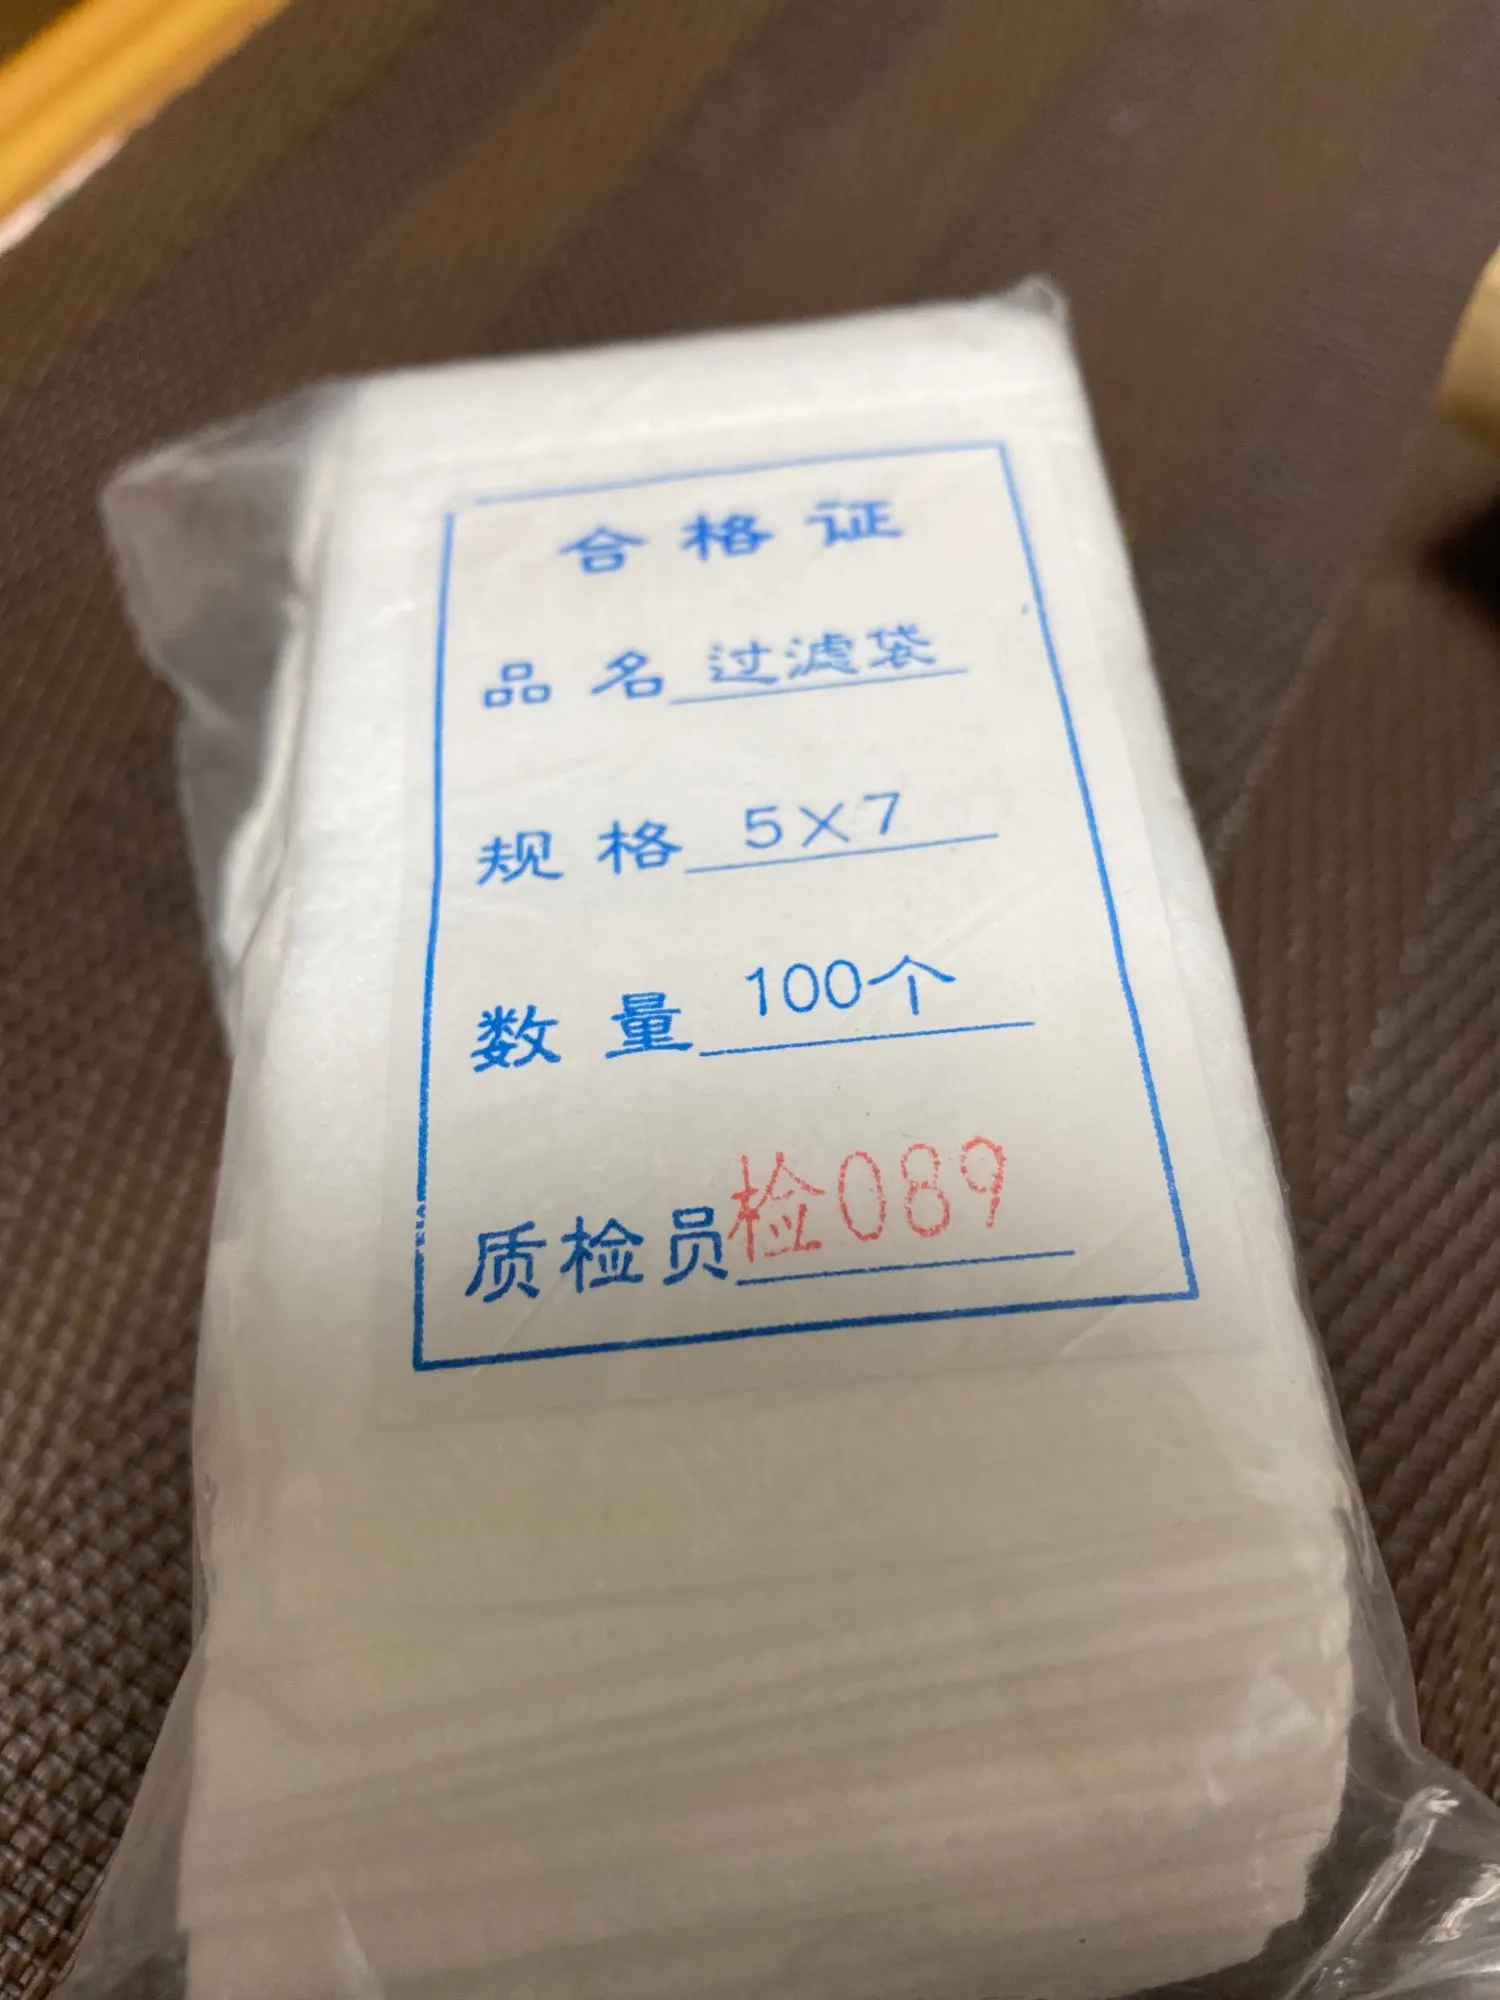 合格证
品名 过滤袋
规格 5×7
数量 100个
质检员 检089